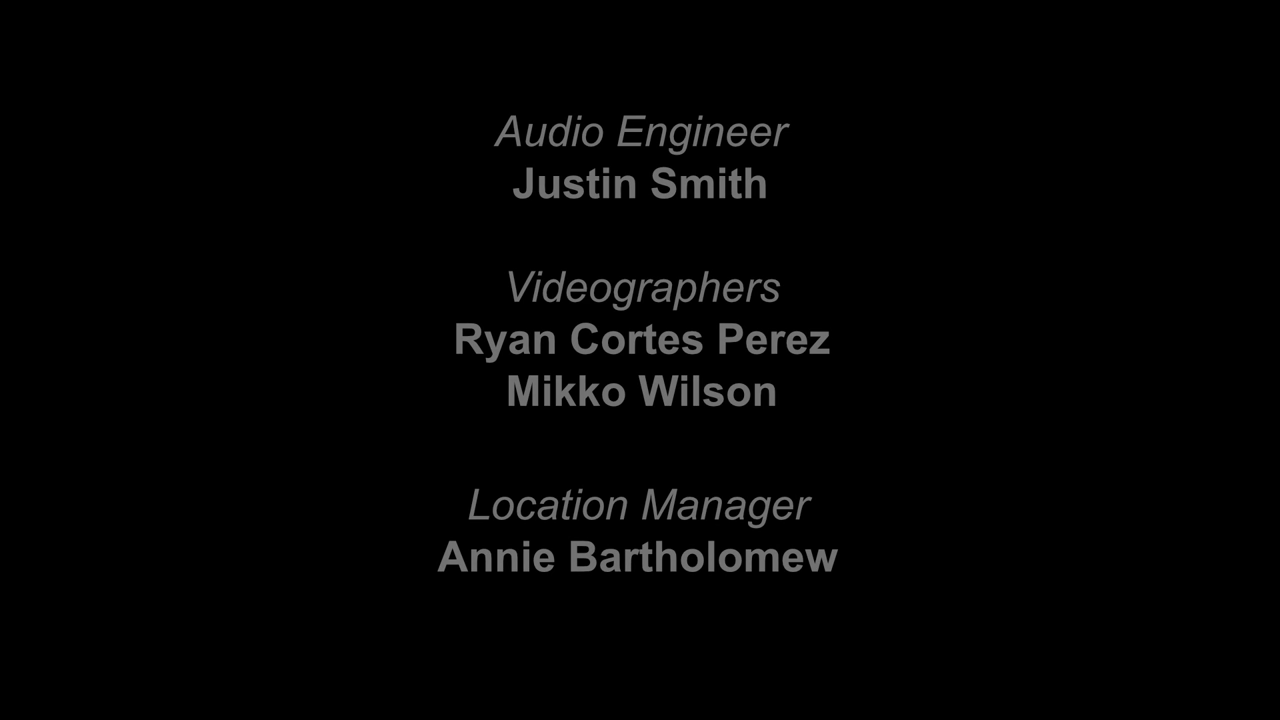 Audio Engineer
Justin Smith
Videographers
Ryan Cortes Perez
Mikko Wilson
Location Manager
Annie Bartholomew